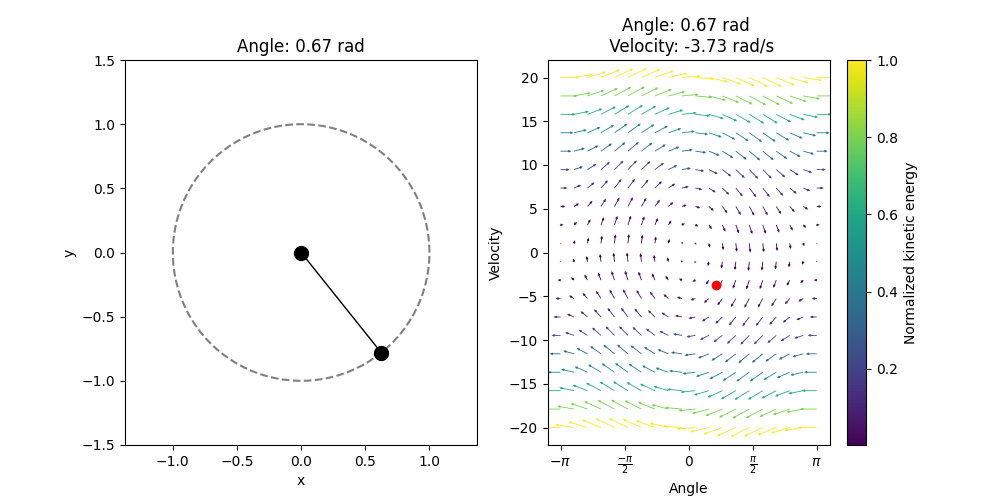 Angle: 0.67 rad
1.5
1.0
0.5
0.0
−0.5
−1.0
−1.5
y
−1.0 −0.5 0.0 0.5 1.0
x
Angle: 0.67 rad
Velocity: -3.73 rad/s
20
15
10
5
0
−5
−10
−15
−20
Velocity
−π −π/2 0 π/2 π
Angle
1.0
0.8
0.6
0.4
0.2
Normalized kinetic energy